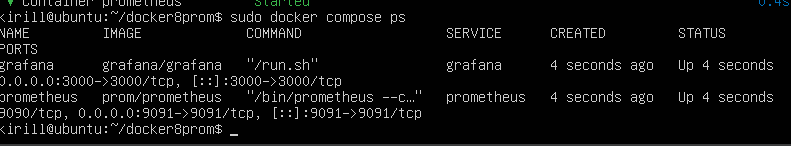 ▼ Container prometheus Started 0.4s
kirill@ubuntu:~/docker8prom$ sudo docker compose ps
NAME IMAGE COMMAND SERVICE CREATED STATUS
PORTS
grafana grafana/grafana "/run.sh" grafana 4 seconds ago Up 4 seconds
0.0.0.0:3000->3000/tcp, [::]:3000->3000/tcp
prometheus prom/prometheus "/bin/prometheus --c…" prometheus 4 seconds ago Up 4 seconds
9090/tcp, 0.0.0.0:9091->9091/tcp, [::]:9091->9091/tcp
kirill@ubuntu:~/docker8prom$ _